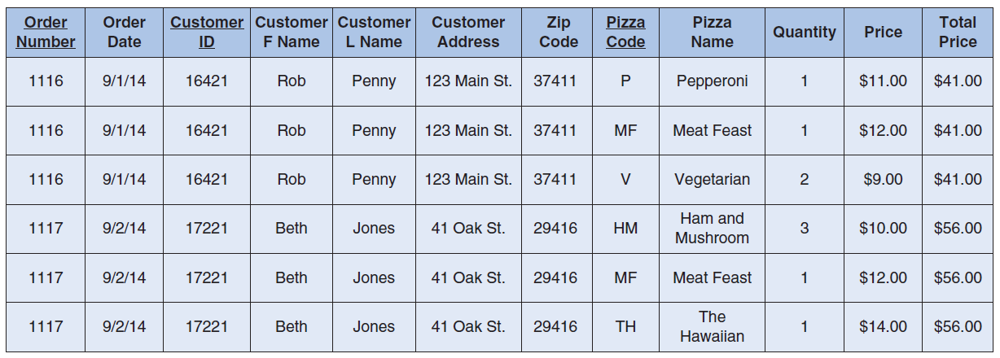 Order Number Order Date Customer ID Customer F Name Customer L Name Customer Address Zip Code Pizza Code Pizza Name Quantity Price Total Price
1116 9/1/14 16421 Rob Penny 123 Main St. 37411 P Pepperoni 1 $11.00 $41.00
1116 9/1/14 16421 Rob Penny 123 Main St. 37411 MF Meat Feast 1 $12.00 $41.00
1116 9/1/14 16421 Rob Penny 123 Main St. 37411 V Vegetarian 2 $9.00 $41.00
1117 9/2/14 17221 Beth Jones 41 Oak St. 29416 HM Ham and Mushroom 3 $10.00 $56.00
1117 9/2/14 17221 Beth Jones 41 Oak St. 29416 MF Meat Feast 1 $12.00 $56.00
1117 9/2/14 17221 Beth Jones 41 Oak St. 29416 TH The Hawaiian 1 $14.00 $56.00